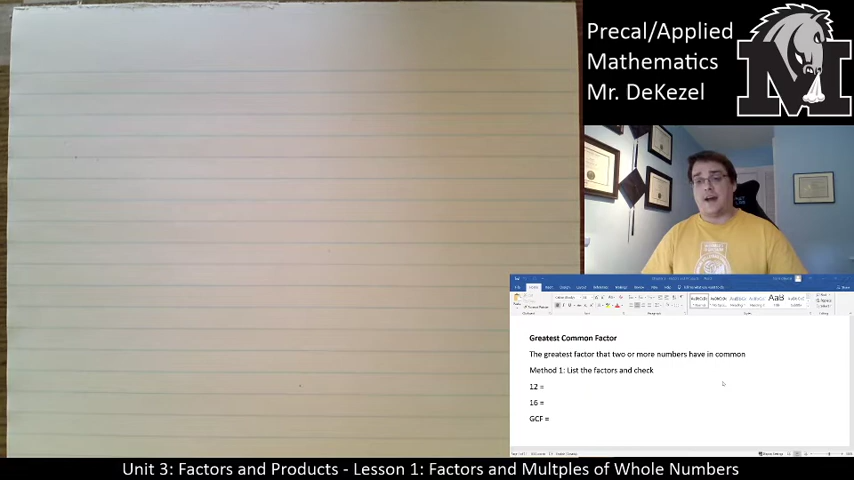 Precal/Applied
Mathematics
Mr. DeKezel
M
Greatest Common Factor
The greatest factor that two or more numbers have in common
Method 1: List the factors and check
12 =
16 =
GCF =
Unit 3: Factors and Products - Lesson 1: Factors and Multples of Whole Numbers